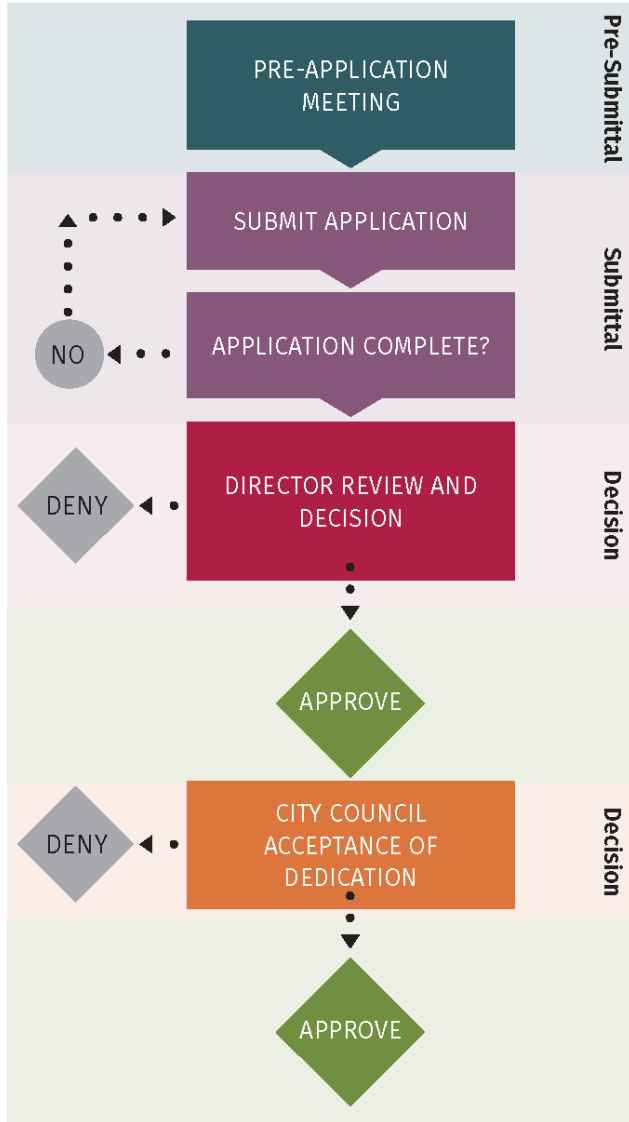 PRE-APPLICATION
MEETING
Pre-Submittal
SUBMIT APPLICATION
Submittal
NO
APPLICATION COMPLETE?
DENY
DIRECTOR REVIEW AND
DECISION
Decision
APPROVE
DENY
CITY COUNCIL
ACCEPTANCE OF
DEDICATION
Decision
APPROVE